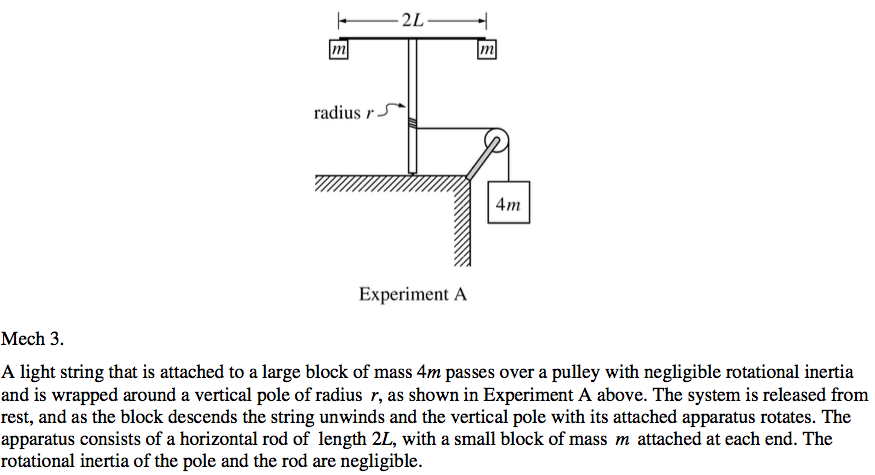 2L
m m
radius r
4m
Experiment A
Mech 3.
A light string that is attached to a large block of mass 4m passes over a pulley with negligible rotational inertia
and is wrapped around a vertical pole of radius r, as shown in Experiment A above. The system is released from
rest, and as the block descends the string unwinds and the vertical pole with its attached apparatus rotates. The
apparatus consists of a horizontal rod of length 2L, with a small block of mass m attached at each end. The
rotational inertia of the pole and the rod are negligible.